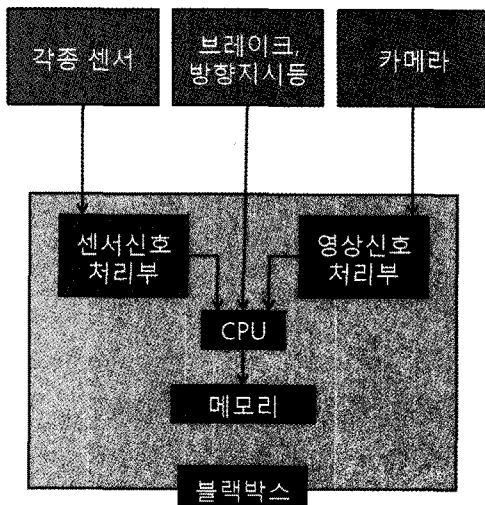 각종 센서
브레이크,
방향지시등
카메라
센서신호
처리부
영상신호
처리부
CPU
메모리
블랙박스